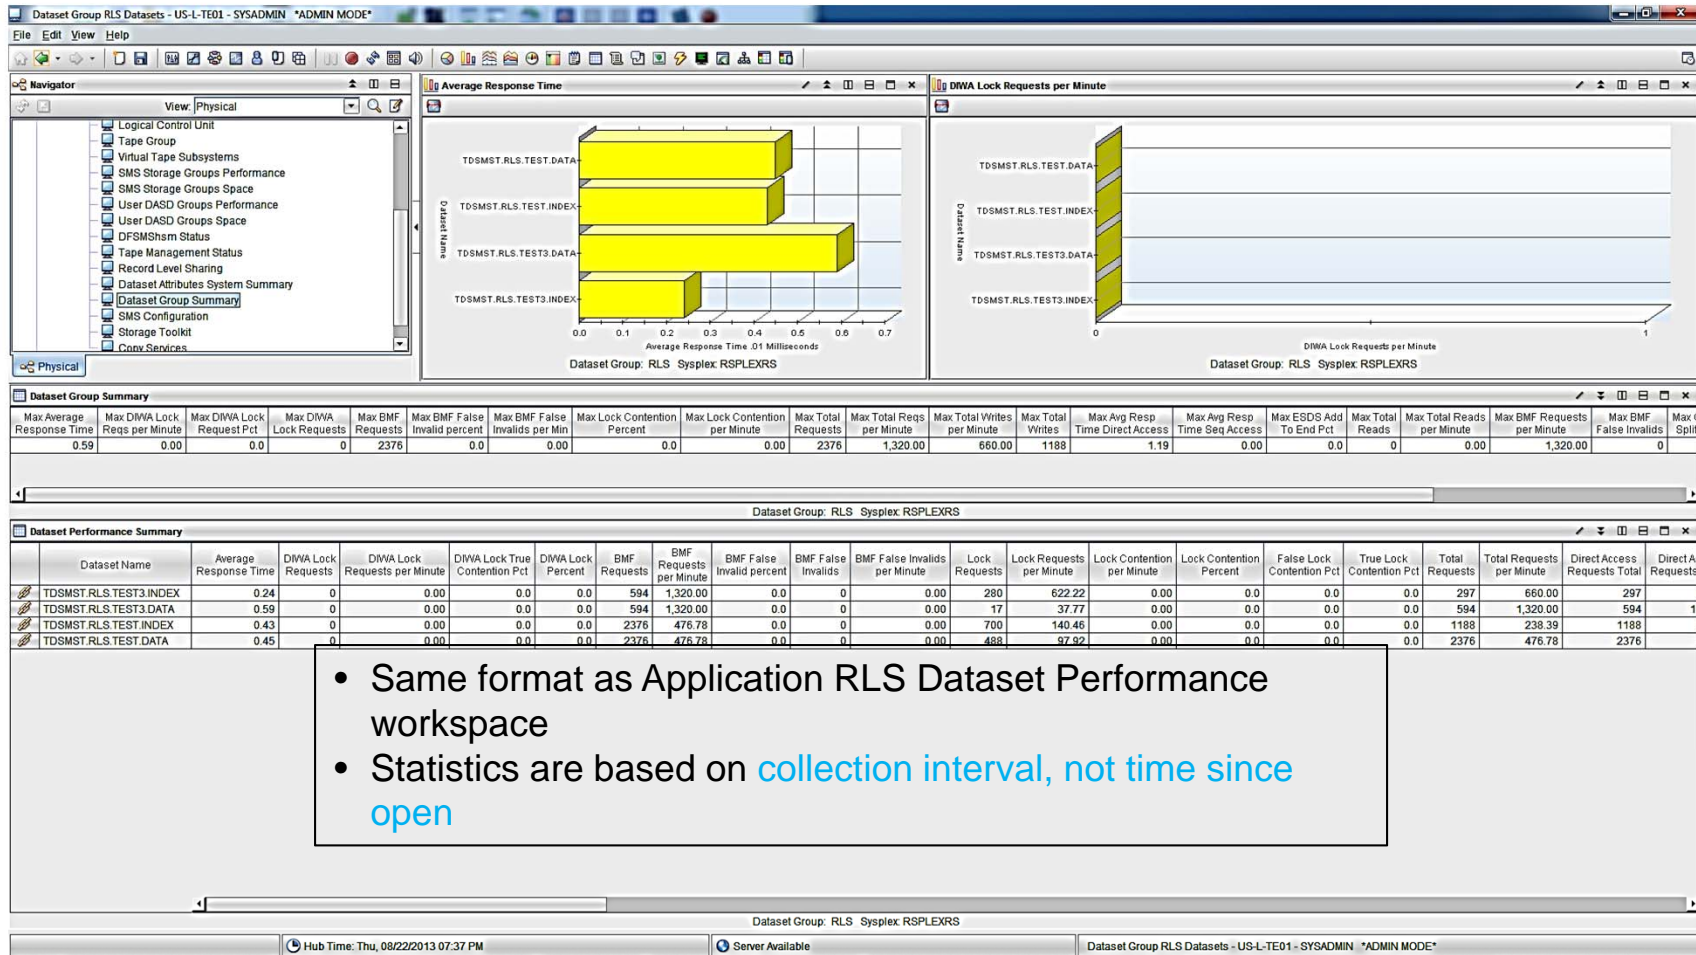 Dataset Group RLS Datasets - US-L-TE01 - SYSADMIN *ADMIN MODE*
File Edit View Help
Navigator
View: Physical
Logical Control Unit
Tape Group
Virtual Tape Subsystems
SMS Storage Groups Performance
SMS Storage Groups Space
User DASD Groups Performance
User DASD Groups Space
DFSMShsm Status
Tape Management Status
Record Level Sharing
Dataset Attributes System Summary
Dataset Group Summary
SMS Configuration
Storage Toolkit
Copy Services
Physical
Average Response Time
Dataset Name
TDSMST.RLS.TEST.DATA
TDSMST.RLS.TEST.INDEX
TDSMST.RLS.TEST3.DATA
TDSMST.RLS.TEST3.INDEX
0.0 0.1 0.2 0.3 0.4 0.5 0.6 0.7
Average Response Time .01 Milliseconds
Dataset Group: RLS Sysplex: RSPLEXRS
DIWA Lock Requests per Minute
Dataset Name
TDSMST.RLS.TEST.DATA
TDSMST.RLS.TEST.INDEX
TDSMST.RLS.TEST3.DATA
TDSMST.RLS.TEST3.INDEX
0 1
DIWA Lock Requests per Minute
Dataset Group: RLS Sysplex: RSPLEXRS
Dataset Group Summary
Max Average Max DIWA Lock Max DIWA Lock Max DIWA Max BMF Max BMF False Max BMF False Max Lock Contention Max Lock Contention Max Total Max Total Reqs Max Total Writes Max Total Max Avg Resp Max Avg Resp Max ESDS Add Max Total Max Total Reads Max BMF Requests Max BMF Max
Response Time Reqs per Minute Request Pct Lock Requests Requests Invalid percent Invalids per Min Percent per Minute Requests per Minute per Minute Writes Time Direct Access Time Seq Access To End Pct Reads per Minute per Minute False Invalids Split
0.59 0.00 0.0 0 2376 0.0 0.00 0.0 0.00 2376 1,320.00 660.00 1188 1.19 0.00 0.0 0 0.00 1,320.00 0
Dataset Group: RLS Sysplex: RSPLEXRS
Dataset Performance Summary
Dataset Name Average Response Time DIWA Lock Requests DIWA Lock Requests per Minute DIWA Lock True Contention Pct DIWA Lock Percent BMF Requests BMF Requests per Minute BMF False Invalid percent BMF False Invalids BMF False Invalids per Minute Lock Requests Lock Requests per Minute Lock Contention per Minute Lock Contention Percent False Lock Contention Pct True Lock Contention Pct Total Requests Total Requests per Minute Direct Access Requests Total Direct A Requests
TDSMST.RLS.TEST3.INDEX 0.24 0 0.00 0.0 0.0 594 1,320.00 0.0 0 0.00 280 622.22 0.00 0.0 0.0 0.0 297 660.00 297
TDSMST.RLS.TEST3.DATA 0.59 0 0.00 0.0 0.0 594 1,320.00 0.0 0 0.00 17 37.77 0.00 0.0 0.0 0.0 594 1,320.00 594 1
TDSMST.RLS.TEST.INDEX 0.43 0 0.00 0.0 0.0 2376 476.78 0.0 0 0.00 700 140.46 0.00 0.0 0.0 0.0 1188 238.39 1188
TDSMST.RLS.TEST.DATA 0.45 0 0.00 0.0 0.0 2376 476.78 0.0 0 0.00 488 97.92 0.00 0.0 0.0 0.0 2376 476.78 2376
• Same format as Application RLS Dataset Performance
workspace
• Statistics are based on collection interval, not time since
open
Dataset Group: RLS Sysplex: RSPLEXRS
Hub Time: Thu, 08/22/2013 07:37 PM
Server Available
Dataset Group RLS Datasets - US-L-TE01 - SYSADMIN *ADMIN MODE*